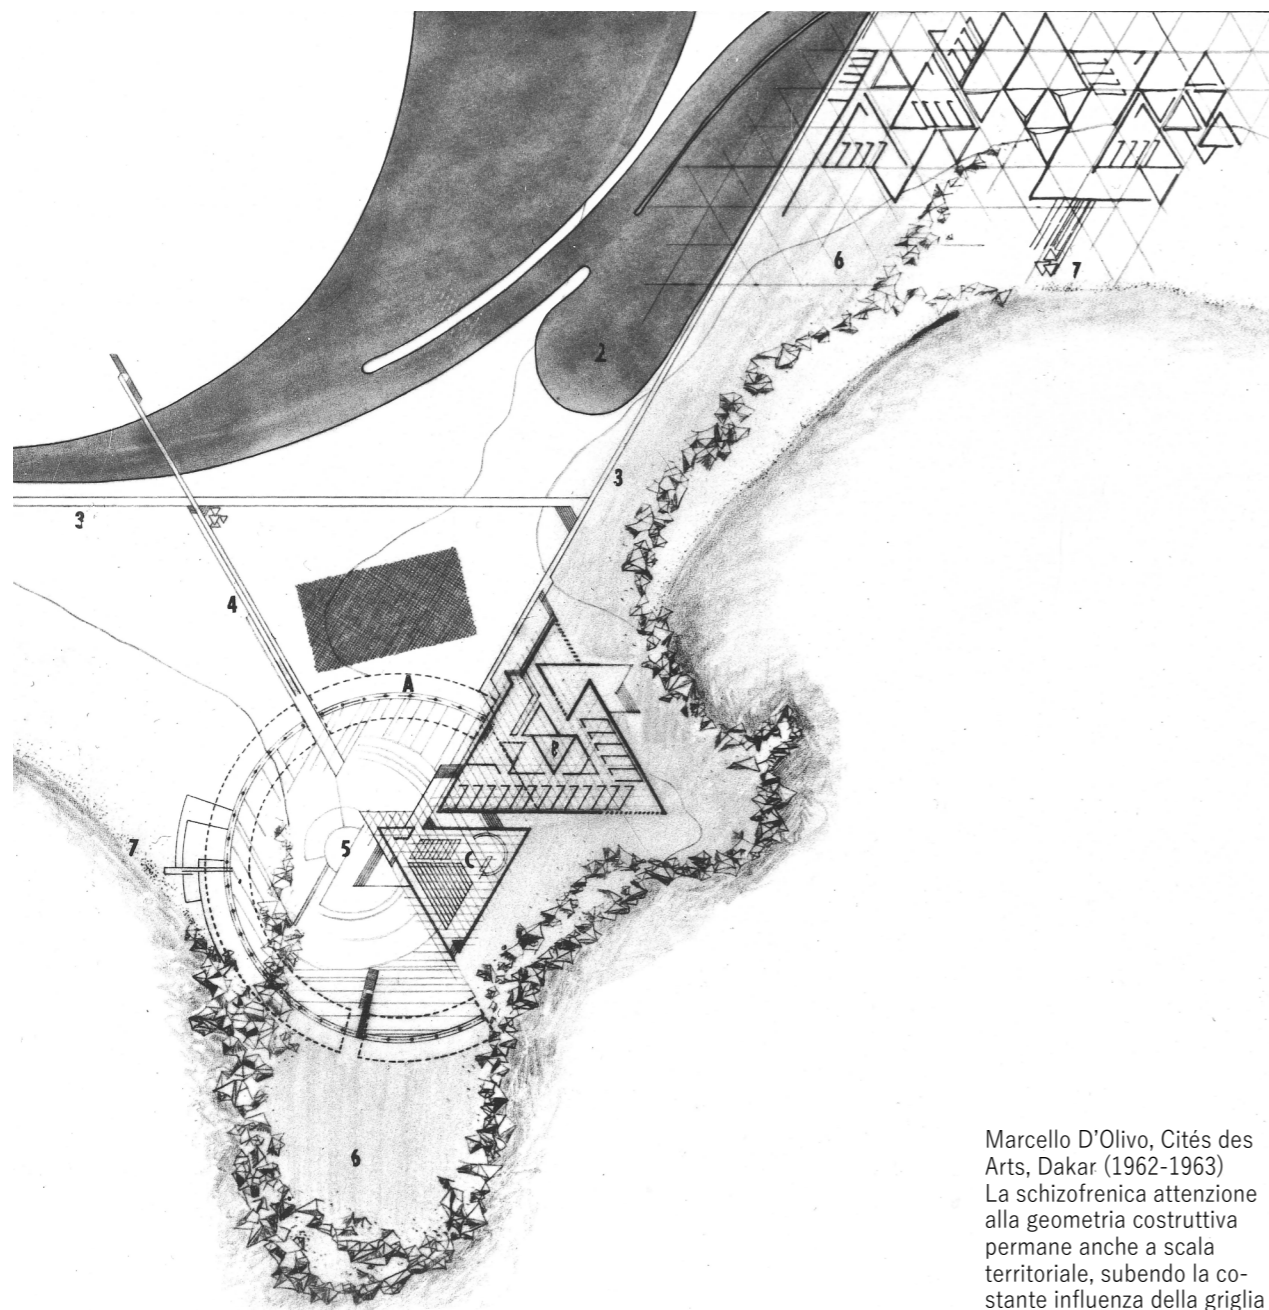 2
6
7
3
3
4
A
B
7
5
C
6
Marcello D'Olivo, Cités des
Arts, Dakar (1962-1963)
La schizofrenica attenzione
alla geometria costruttiva
permane anche a scala
territoriale, subendo la co-
stante influenza della griglia